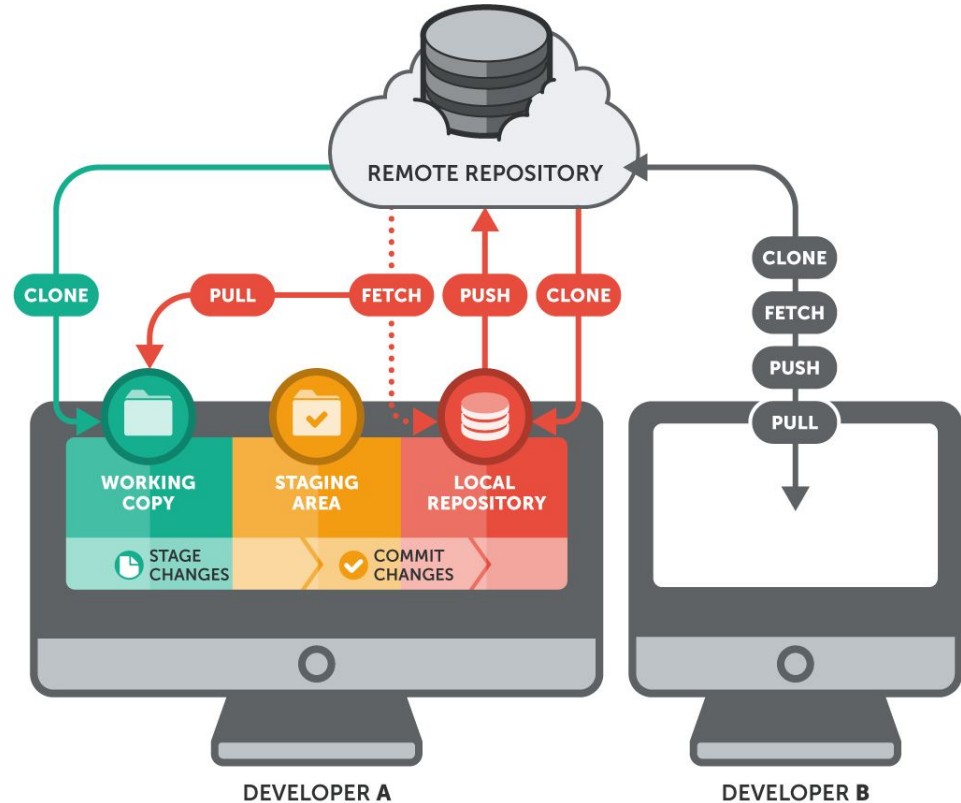 REMOTE REPOSITORY
CLONE
PULL
FETCH
PUSH
CLONE
CLONE
FETCH
PUSH
PULL
WORKING
COPY
STAGING
AREA
LOCAL
REPOSITORY
STAGE
CHANGES
COMMIT
CHANGES
DEVELOPER A
DEVELOPER B